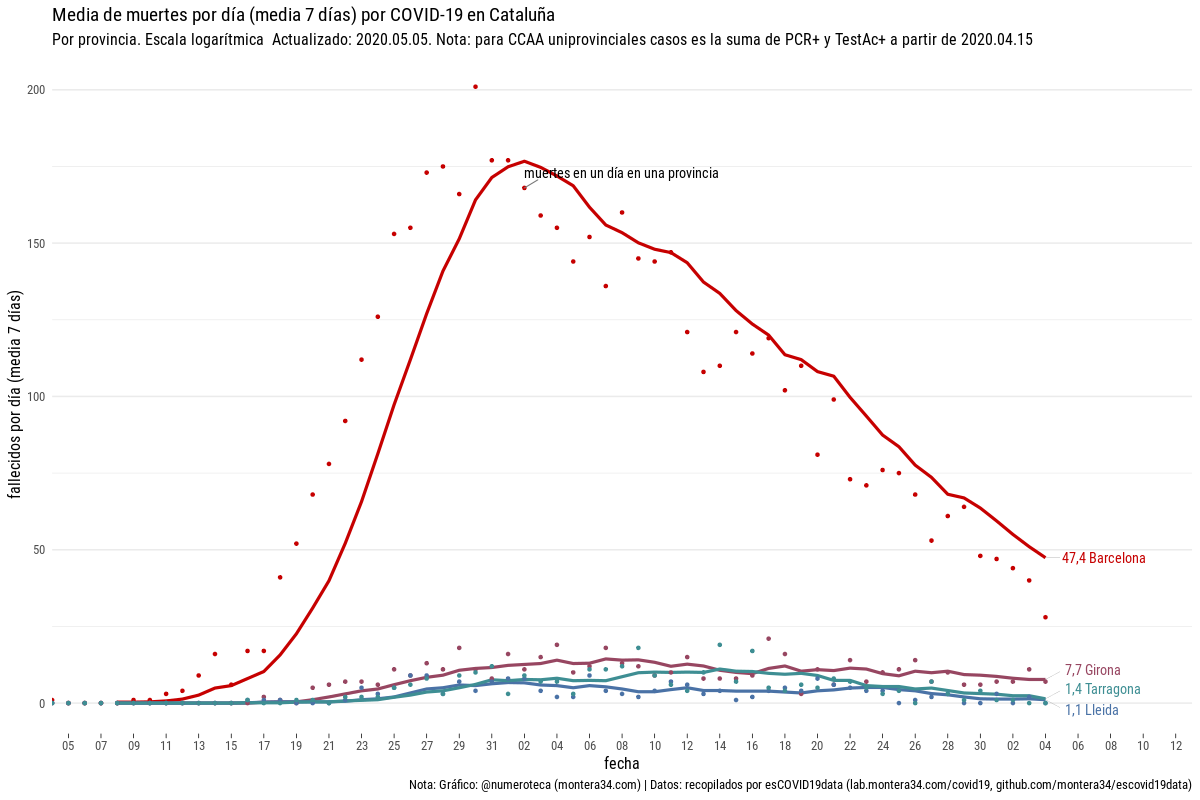 Media de muertes por día (media 7 días) por COVID-19 en Cataluña
Por provincia. Escala logarítmica  Actualizado: 2020.05.05. Nota: para CCAA uniprovinciales casos es la suma de PCR+ y TestAc+ a partir de 2020.04.15
fallecidos por día (media 7 días)
200
150
100
50
0
muertes en un día en una provincia
47,4 Barcelona
7,7 Girona
1,4 Tarragona
1,1 Lleida
05 07 09 11 13 15 17 19 21 23 25 27 29 31 02 04 06 08 10 12 14 16 18 20 22 24 26 28 30 02 04 06 08 10 12
fecha
Nota: Gráfico: @numeroteca (montera34.com) | Datos: recopilados por esCOVID19data (lab.montera34.com/covid19, github.com/montera34/escovid19data)